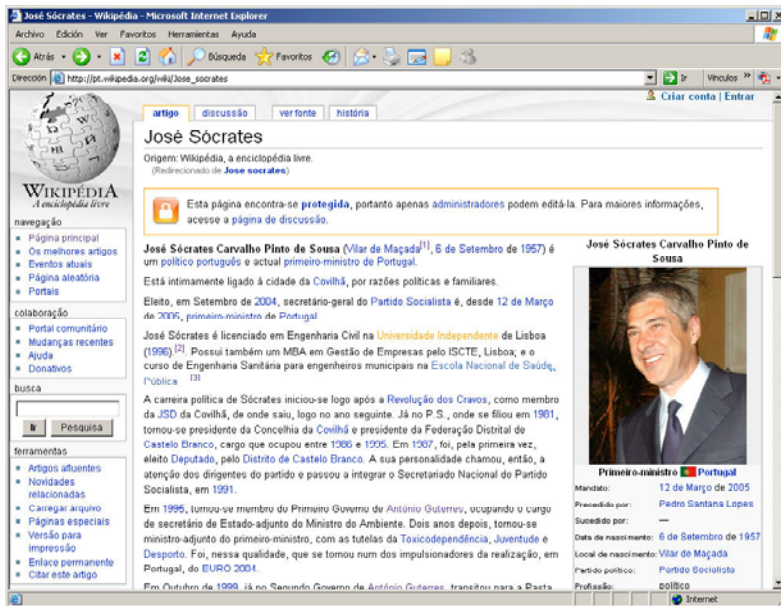 José Sócrates - Wikipédia - Microsoft Internet Explorer
Archivo Edición Ver Favoritos Herramientas Ayuda
Atrás Búsqueda Favoritos
Dirección http://pt.wikipedia.org/wiki/Jose_socrates Ir Vínculos »
Criar conta | Entrar
artigo discussão ver fonte história
José Sócrates
Origem: Wikipédia, a enciclopédia livre.
(Redirecionado de Jose socrates)
WIKIPÉDIA
A enciclopédia livre
navegação
Página principal
Os melhores artigos
Eventos atuais
Página aleatória
Portais
colaboração
Portal comunitário
Mudanças recentes
Ajuda
Donativos
busca
Ir Pesquisa
ferramentas
Artigos afluentes
Novidades
relacionadas
Carregar arquivo
Páginas especiais
Versão para
impressão
Enlace permanente
Citar este artigo
Esta página encontra-se protegida, portanto apenas administradores podem editá-la. Para maiores informações,
acesse a página de discussão.
José Sócrates Carvalho Pinto de Sousa (Vilar de Maçada[1], 6 de Setembro de 1957) é
um político português e actual primeiro-ministro de Portugal.
Está intimamente ligado à cidade da Covilhã, por razões políticas e familiares.
Eleito, em Setembro de 2004, secretário-geral do Partido Socialista é, desde 12 de Março
de 2005, primeiro-ministro de Portugal
José Sócrates é licenciado em Engenharia Civil na Universidade Independente de Lisboa
(1996).[2]. Possui também um MBA em Gestão de Empresas pelo ISCTE, Lisboa; e o
curso de Engenharia Sanitária para engenheiros municipais na Escola Nacional de Saúde
Pública [3]
A carreira política de Sócrates iniciou-se logo após a Revolução dos Cravos, como membro
da JSD da Covilhã, de onde saiu, logo no ano seguinte. Já no P.S., onde se filiou em 1981,
tornou-se presidente da Concelhia da Covilhã e presidente da Federação Distrital de
Castelo Branco, cargo que ocupou entre 1986 e 1995. Em 1987, foi, pela primeira vez,
eleito Deputado, pelo Distrito de Castelo Branco. A sua personalidade chamou, então, a
atenção dos dirigentes do partido e passou a integrar o Secretariado Nacional do Partido
Socialista, em 1991.
Em 1995, tornou-se membro do Primeiro Governo de António Guterres, ocupando o cargo
de secretário de Estado-adjunto do Ministro do Ambiente. Dois anos depois, tornou-se
ministro-adjunto do primeiro-ministro, com as tutelas da Toxicodependência, Juventude e
Desporto. Foi, nessa qualidade, que se tornou num dos impulsionadores da realização, em
Portugal, do EURO 2004.
Em Outubro de 1999, já no Segundo Governo de António Guterres, transitou para a Pasta
José Sócrates Carvalho Pinto de
Sousa
Primeiro-ministro Portugal
Mandato: 12 de Março de 2005
Precedido por: Pedro Santana Lopes
Sucedido por: —
Data de nascimento: 6 de Setembro de 1957
Local de nascimento: Vilar de Maçada
Partido político: Partido Socialista
Profissão: político
Internet